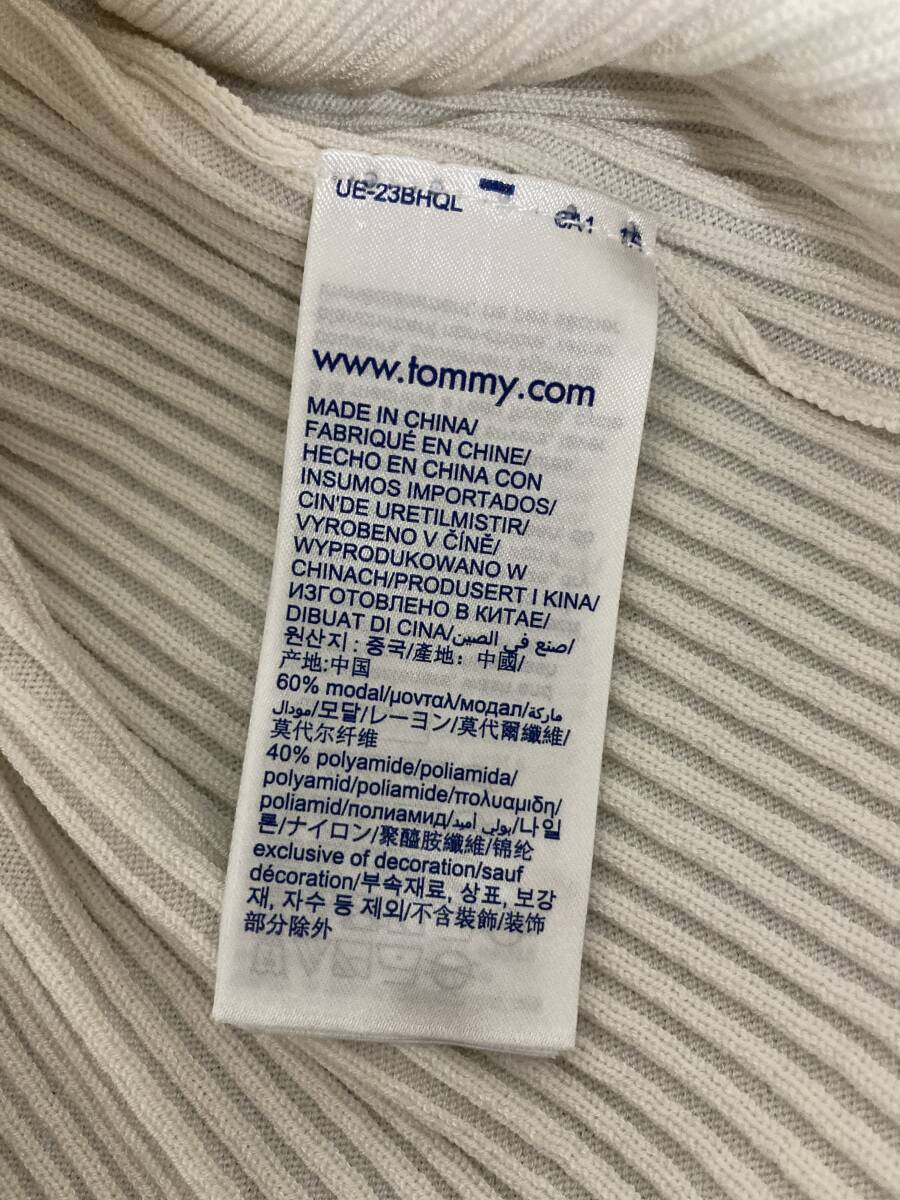 UE-23BHQL
www.tommy.com
MADE IN CHINA/
FABRIQUÉ EN CHINE/
HECHO EN CHINA CON
INSUMOS IMPORTADOS/
CIN'DE URETILMISTIR/
VYROBENO V ČÍNĚ/
WYPRODUKOWANO W
CHINACH/PRODUSERT I KINA/
ИЗГОТОВЛЕНО В КИТАЕ/
DIBUAT DI CINA/صنع في الصين/
원산지 : 중국/產地: 中國/
产地:中国
60% modal/μονταλ/модал/ماركة
مودال/모달/レーヨン/莫代爾纖維/
莫代尔纤维
40% polyamide/poliamida/
polyamid/poliamide/πολυαμιδη/
poliamid/полиамид/بولي اميد/나일
론/ナイロン/聚醯胺纖維/锦纶
exclusive of decoration/sauf
décoration/부속재료, 상표, 보강
재, 자수 등 제외/不含裝飾/装饰
部分除外